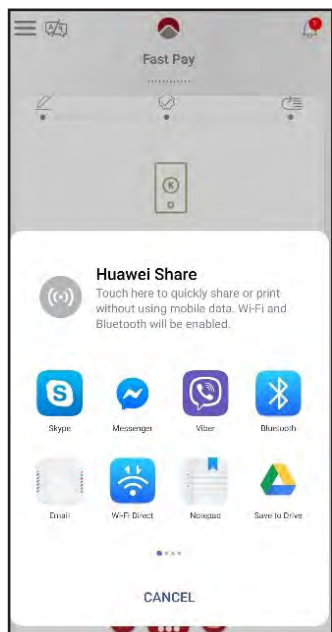 1
Fast Pay
K
Huawei Share
Touch here to quickly share or print
without using mobile data. Wi-Fi and
Bluetooth will be enabled.
Skype
Messenger
Viber
Bluetooth
Email
Wi-Fi Direct
Notepad
Save to Drive
CANCEL